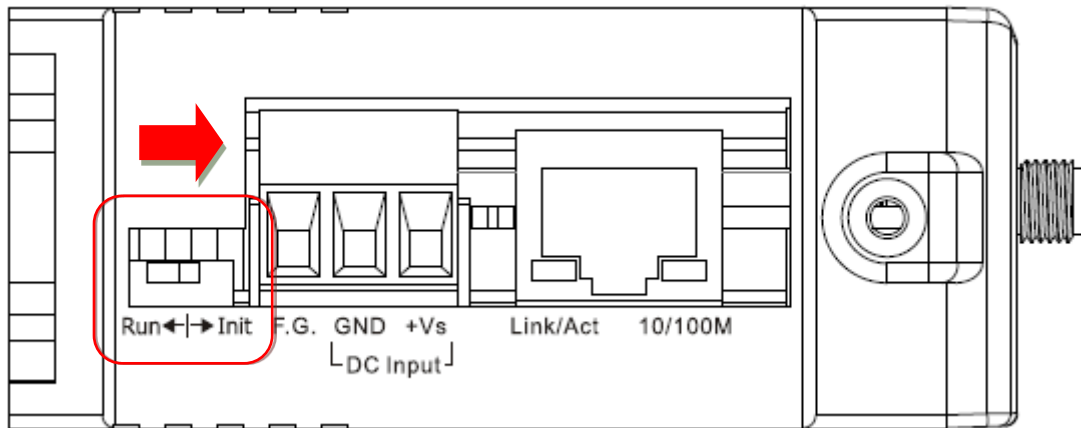 Run ←|→ Init F.G. GND +Vs Link/Act 10/100M
DC Input